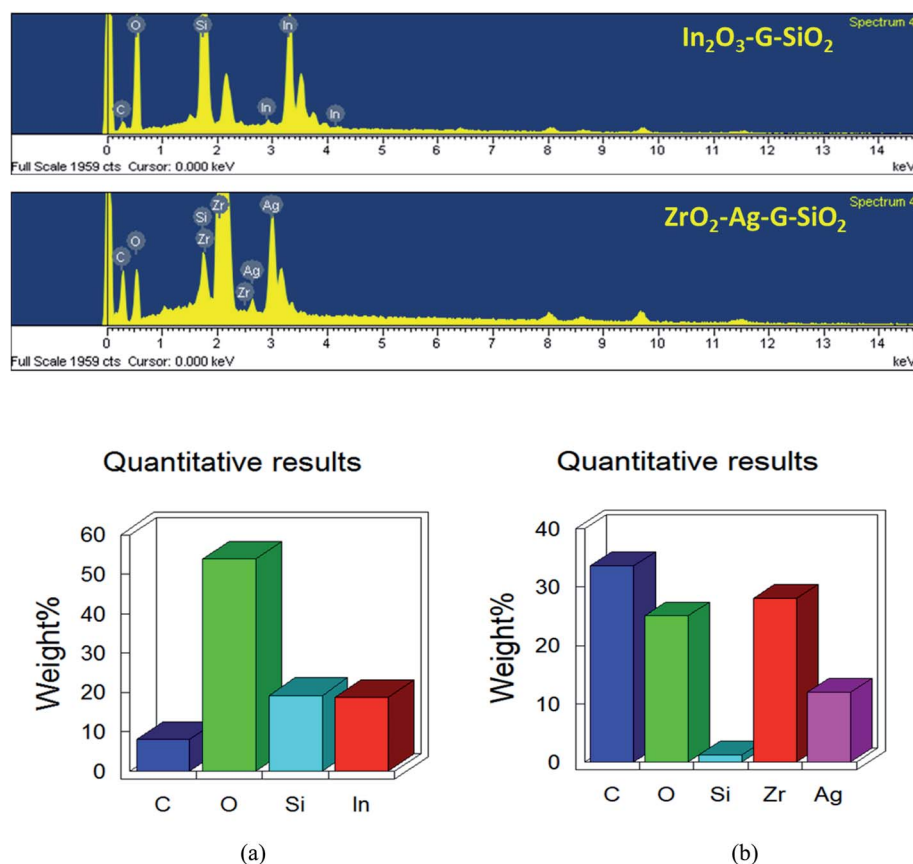 Spectrum 4
In₂O₃-G-SiO₂
O Si In
C In In
0 1 2 3 4 5 6 7 8 9 10 11 12 13 14
Full Scale 1959 cts Cursor: 0.000 keV keV
Spectrum 4
ZrO₂-Ag-G-SiO₂
Zr Ag
Si
C O Zr Ag
Zr
0 1 2 3 4 5 6 7 8 9 10 11 12 13 14
Full Scale 1959 cts Cursor: 0.000 keV keV
Quantitative results
Weight%
60
50
40
30
20
10
0
C O Si In
(a)
Quantitative results
Weight%
40
30
20
10
0
C O Si Zr Ag
(b)